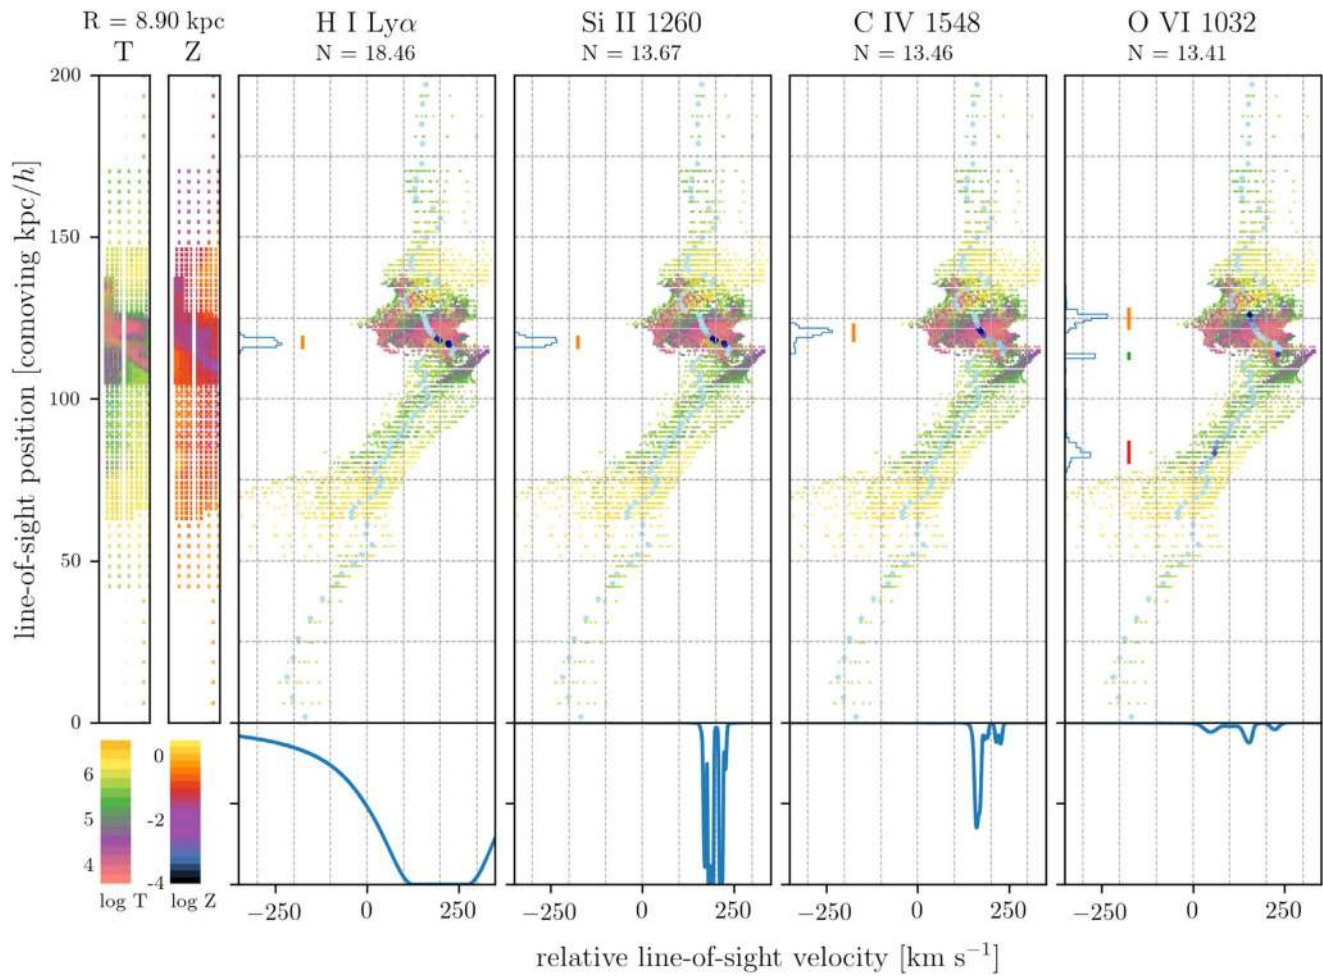 R = 8.90 kpc
T Z
H I Lyα
N = 18.46
Si II 1260
N = 13.67
C IV 1548
N = 13.46
O VI 1032
N = 13.41
line-of-sight position [comoving kpc/h]
200
150
100
50
0
6
5
4
log T
0
-2
-4
log Z
−250 0 250
−250 0 250
−250 0 250
−250 0 250
relative line-of-sight velocity [km s⁻¹]